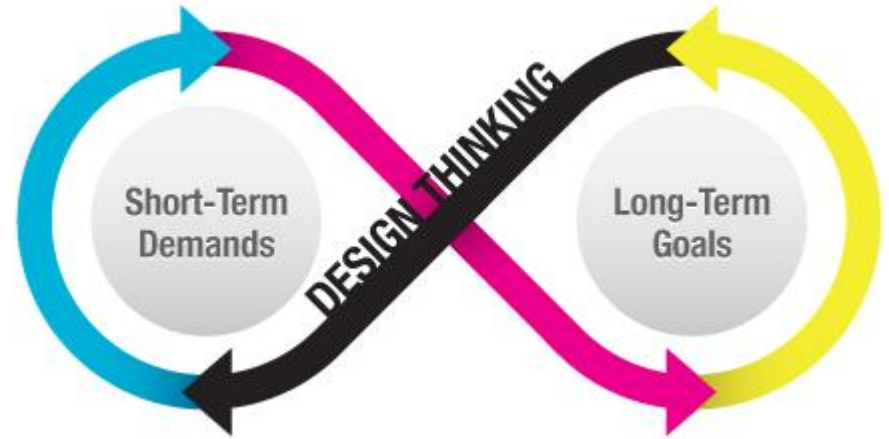 Short-Term
Demands
DESIGN THINKING
Long-Term
Goals